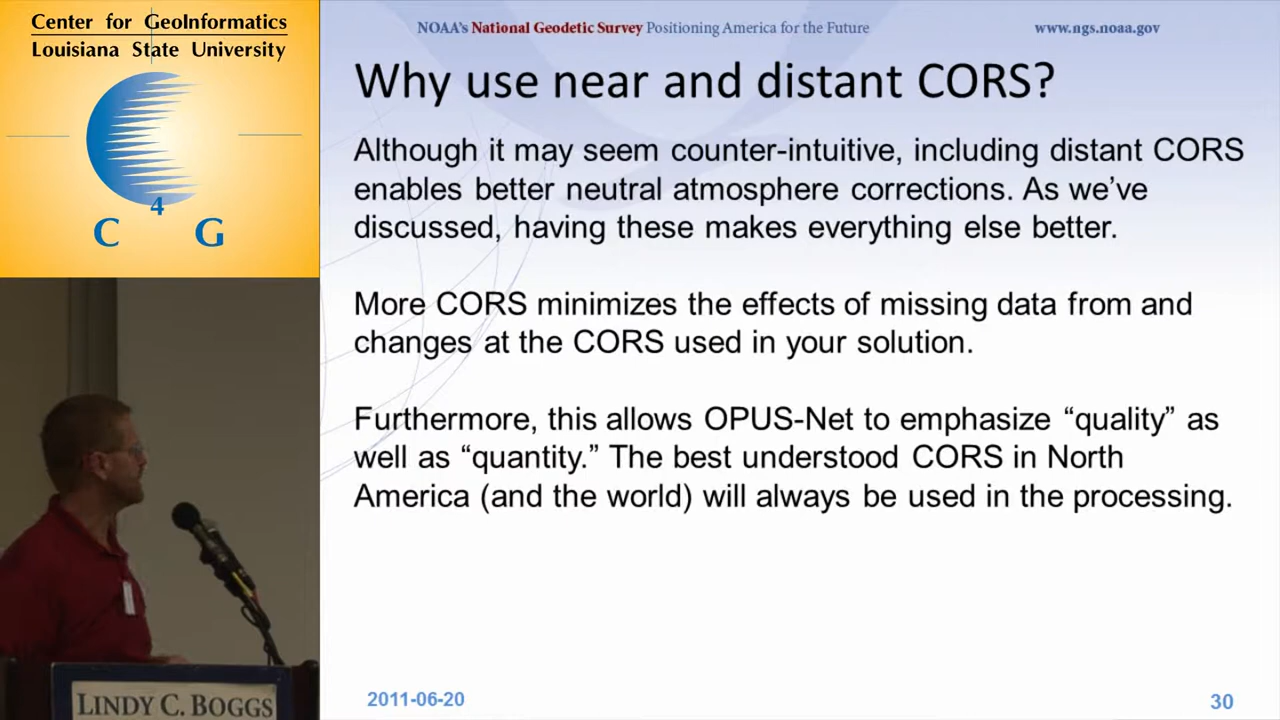 Center for GeoInformatics
Louisiana State University
C 4 G
NOAA's National Geodetic Survey Positioning America for the Future
www.ngs.noaa.gov
Why use near and distant CORS?
Although it may seem counter-intuitive, including distant CORS
enables better neutral atmosphere corrections. As we've
discussed, having these makes everything else better.
More CORS minimizes the effects of missing data from and
changes at the CORS used in your solution.
Furthermore, this allows OPUS-Net to emphasize “quality” as
well as “quantity.” The best understood CORS in North
America (and the world) will always be used in the processing.
2011-06-20
30
LINDY C. BOGGS